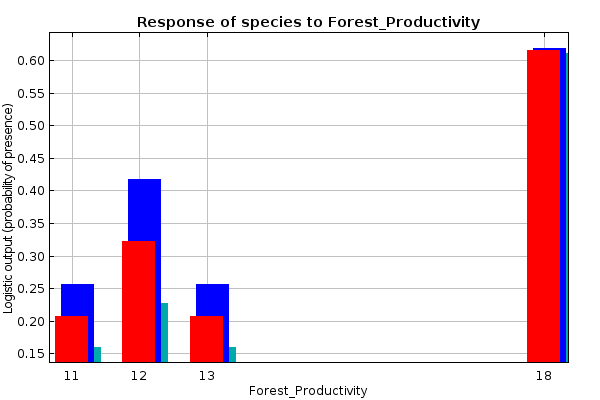 Response of species to Forest_Productivity
Logistic output (probability of presence)
0.60
0.55
0.50
0.45
0.40
0.35
0.30
0.25
0.20
0.15
11 12 13 18
Forest_Productivity